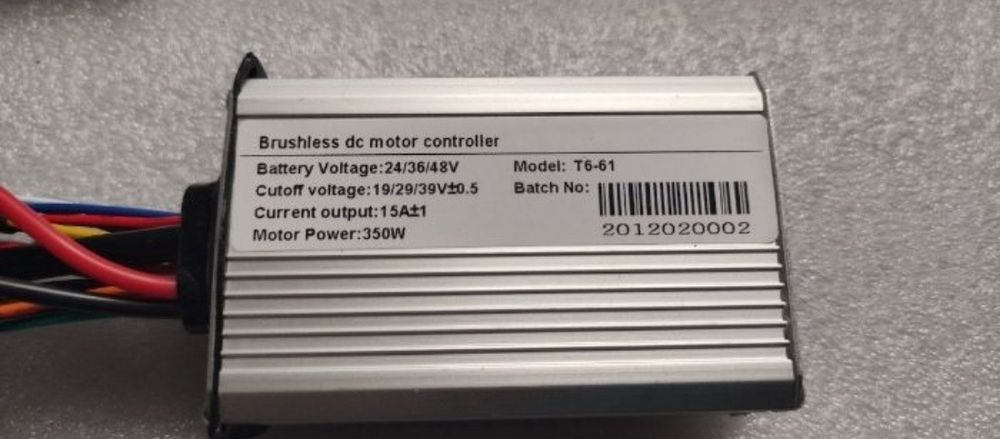 Brushless dc motor controller
Battery Voltage:24/36/48V
Cutoff voltage:19/29/39V±0.5
Current output:15A±1
Motor Power:350W
Model: T6-61
Batch No:
2012020002